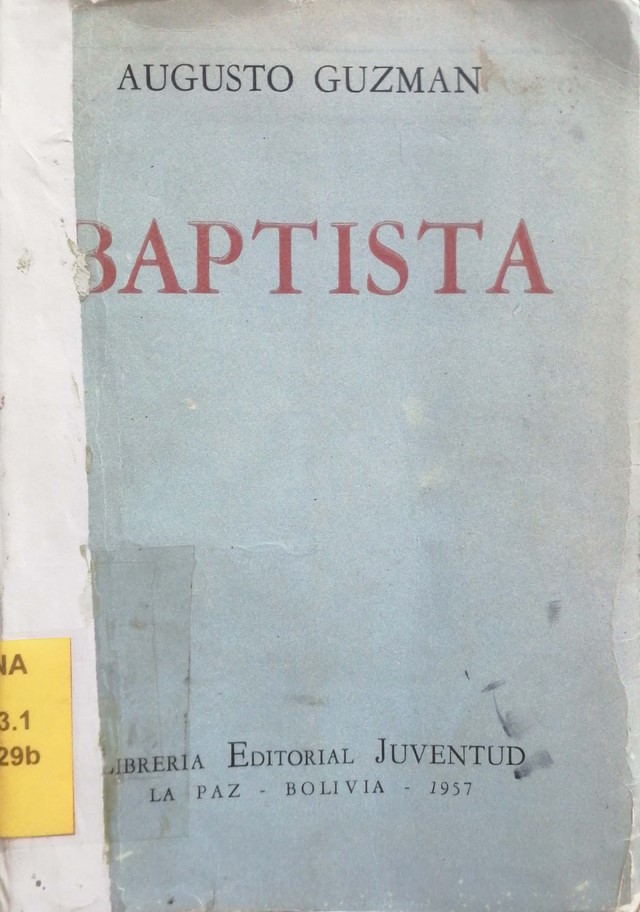 AUGUSTO GUZMAN
BAPTISTA
LIBRERIA EDITORIAL JUVENTUD
LA PAZ - BOLIVIA - 1957
NA
3.1
29b